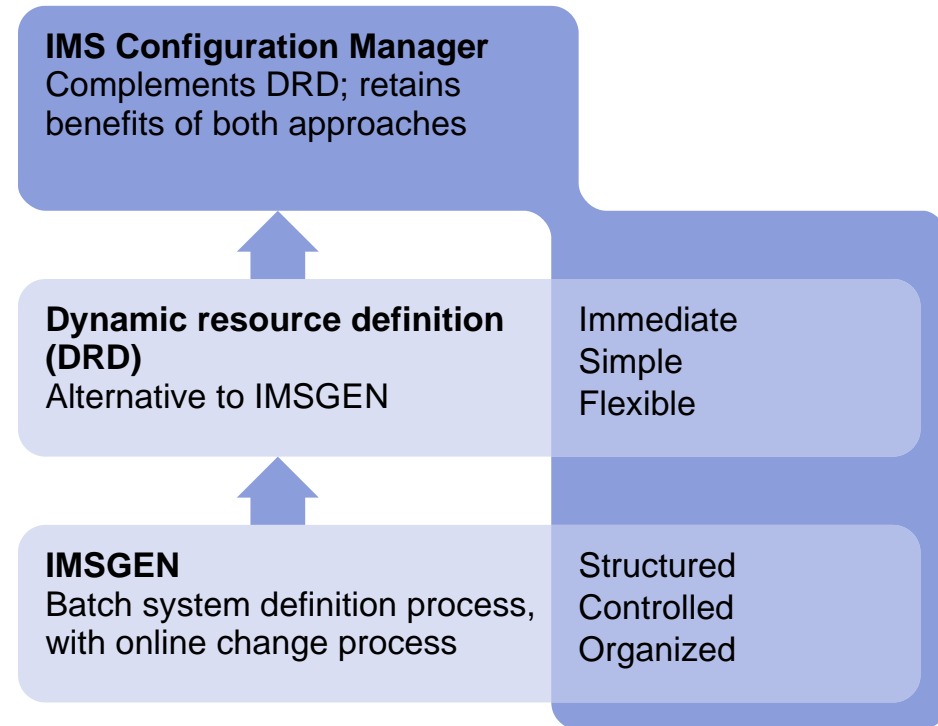 IMS Configuration Manager
Complements DRD; retains
benefits of both approaches
Dynamic resource definition
(DRD)
Alternative to IMSGEN
Immediate
Simple
Flexible
IMSGEN
Batch system definition process,
with online change process
Structured
Controlled
Organized